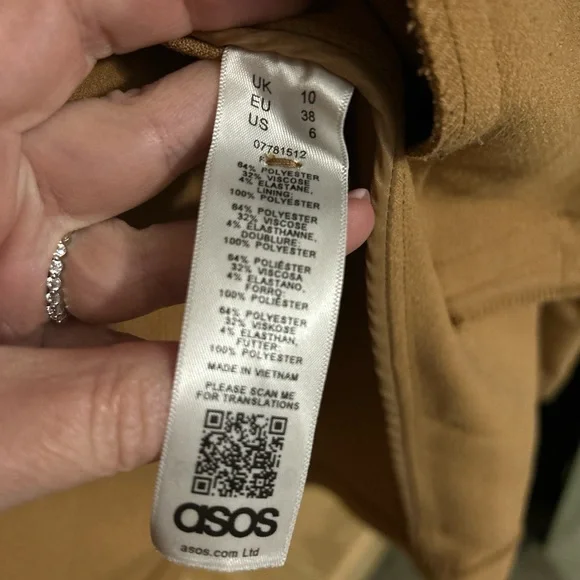 UK 10
EU 38
US 6
07781512
64% POLYESTER
32% VISCOSE
4% ELASTANE,
LINING:
100% POLYESTER
64% POLYESTER
32% VISCOSE
4% ÉLASTHANNE,
DOUBLURE:
100% POLYESTER
64% POLIÉSTER
32% VISCOSA
4% ELASTANO,
FORRO:
100% POLIÉSTER
64% POLYESTER
32% VISKOSE
4% ELASTHAN,
FUTTER:
100% POLYESTER
MADE IN VIETNAM
PLEASE SCAN ME
FOR TRANSLATIONS
asos
asos.com Ltd